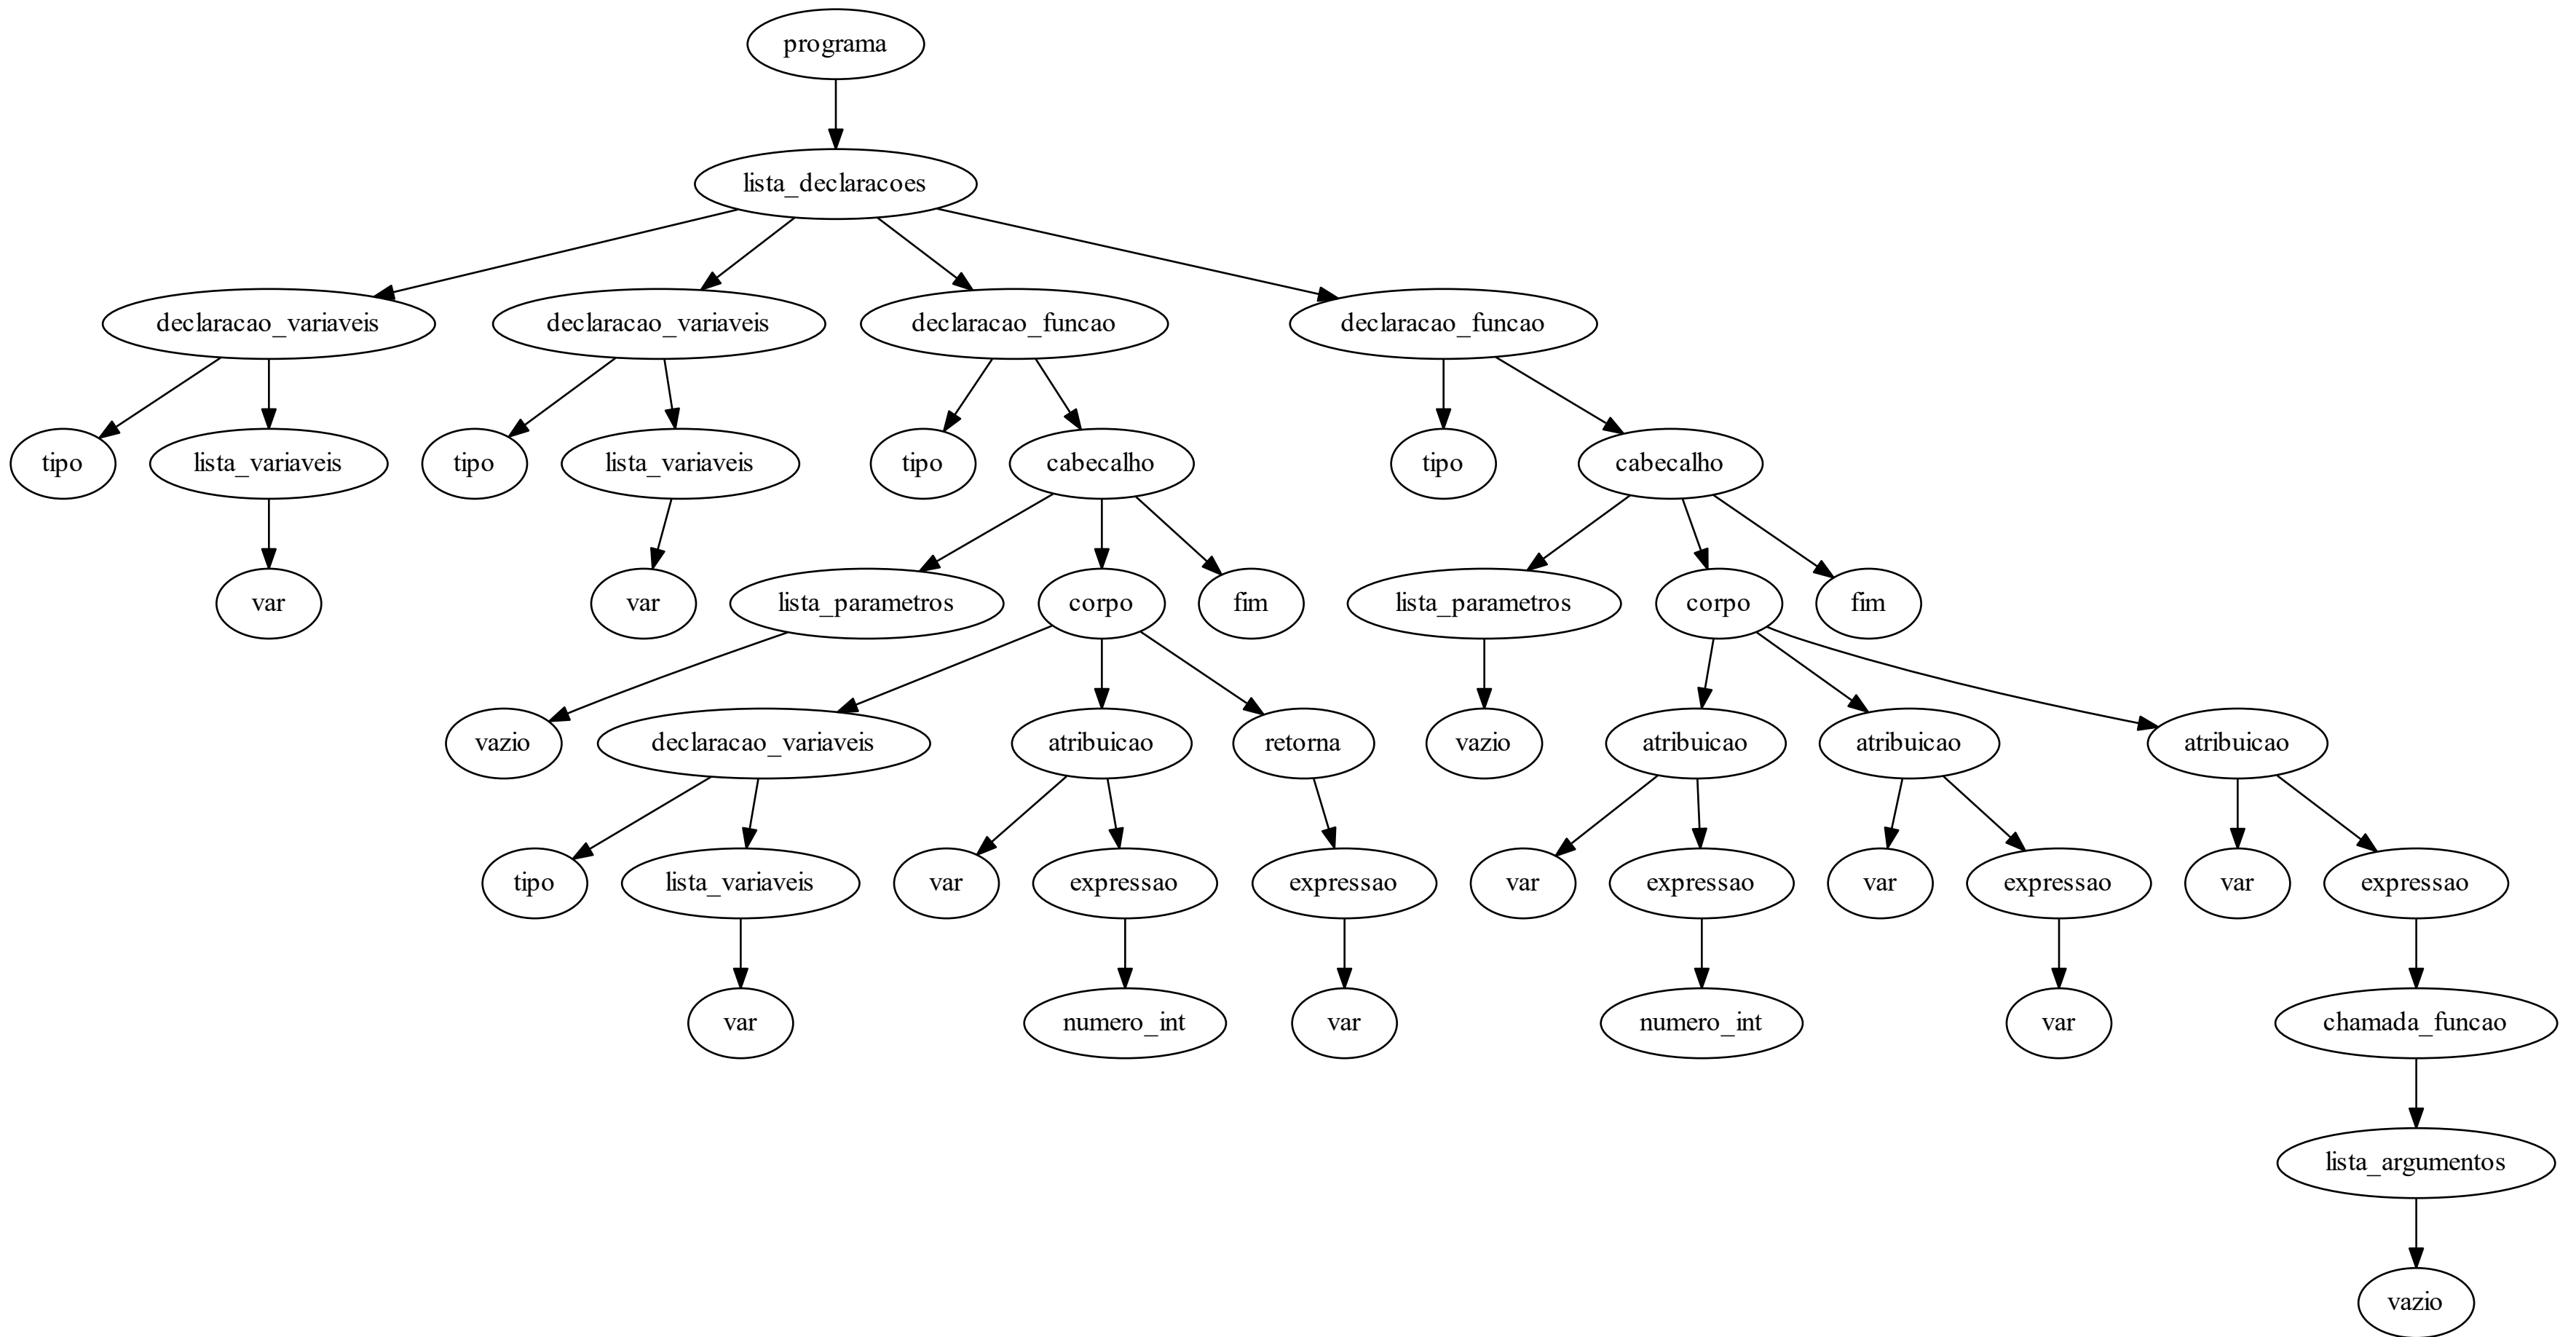 programa
lista_declaracoes
declaracao_variaveis
declaracao_variaveis
declaracao_funcao
declaracao_funcao
tipo
lista_variaveis
tipo
lista_variaveis
tipo
cabecalho
tipo
cabecalho
var
var
lista_parametros
corpo
fim
lista_parametros
corpo
fim
vazio
declaracao_variaveis
atribuicao
retorna
vazio
atribuicao
atribuicao
atribuicao
tipo
lista_variaveis
var
expressao
expressao
var
expressao
var
expressao
var
expressao
var
numero_int
var
numero_int
var
chamada_funcao
lista_argumentos
vazio